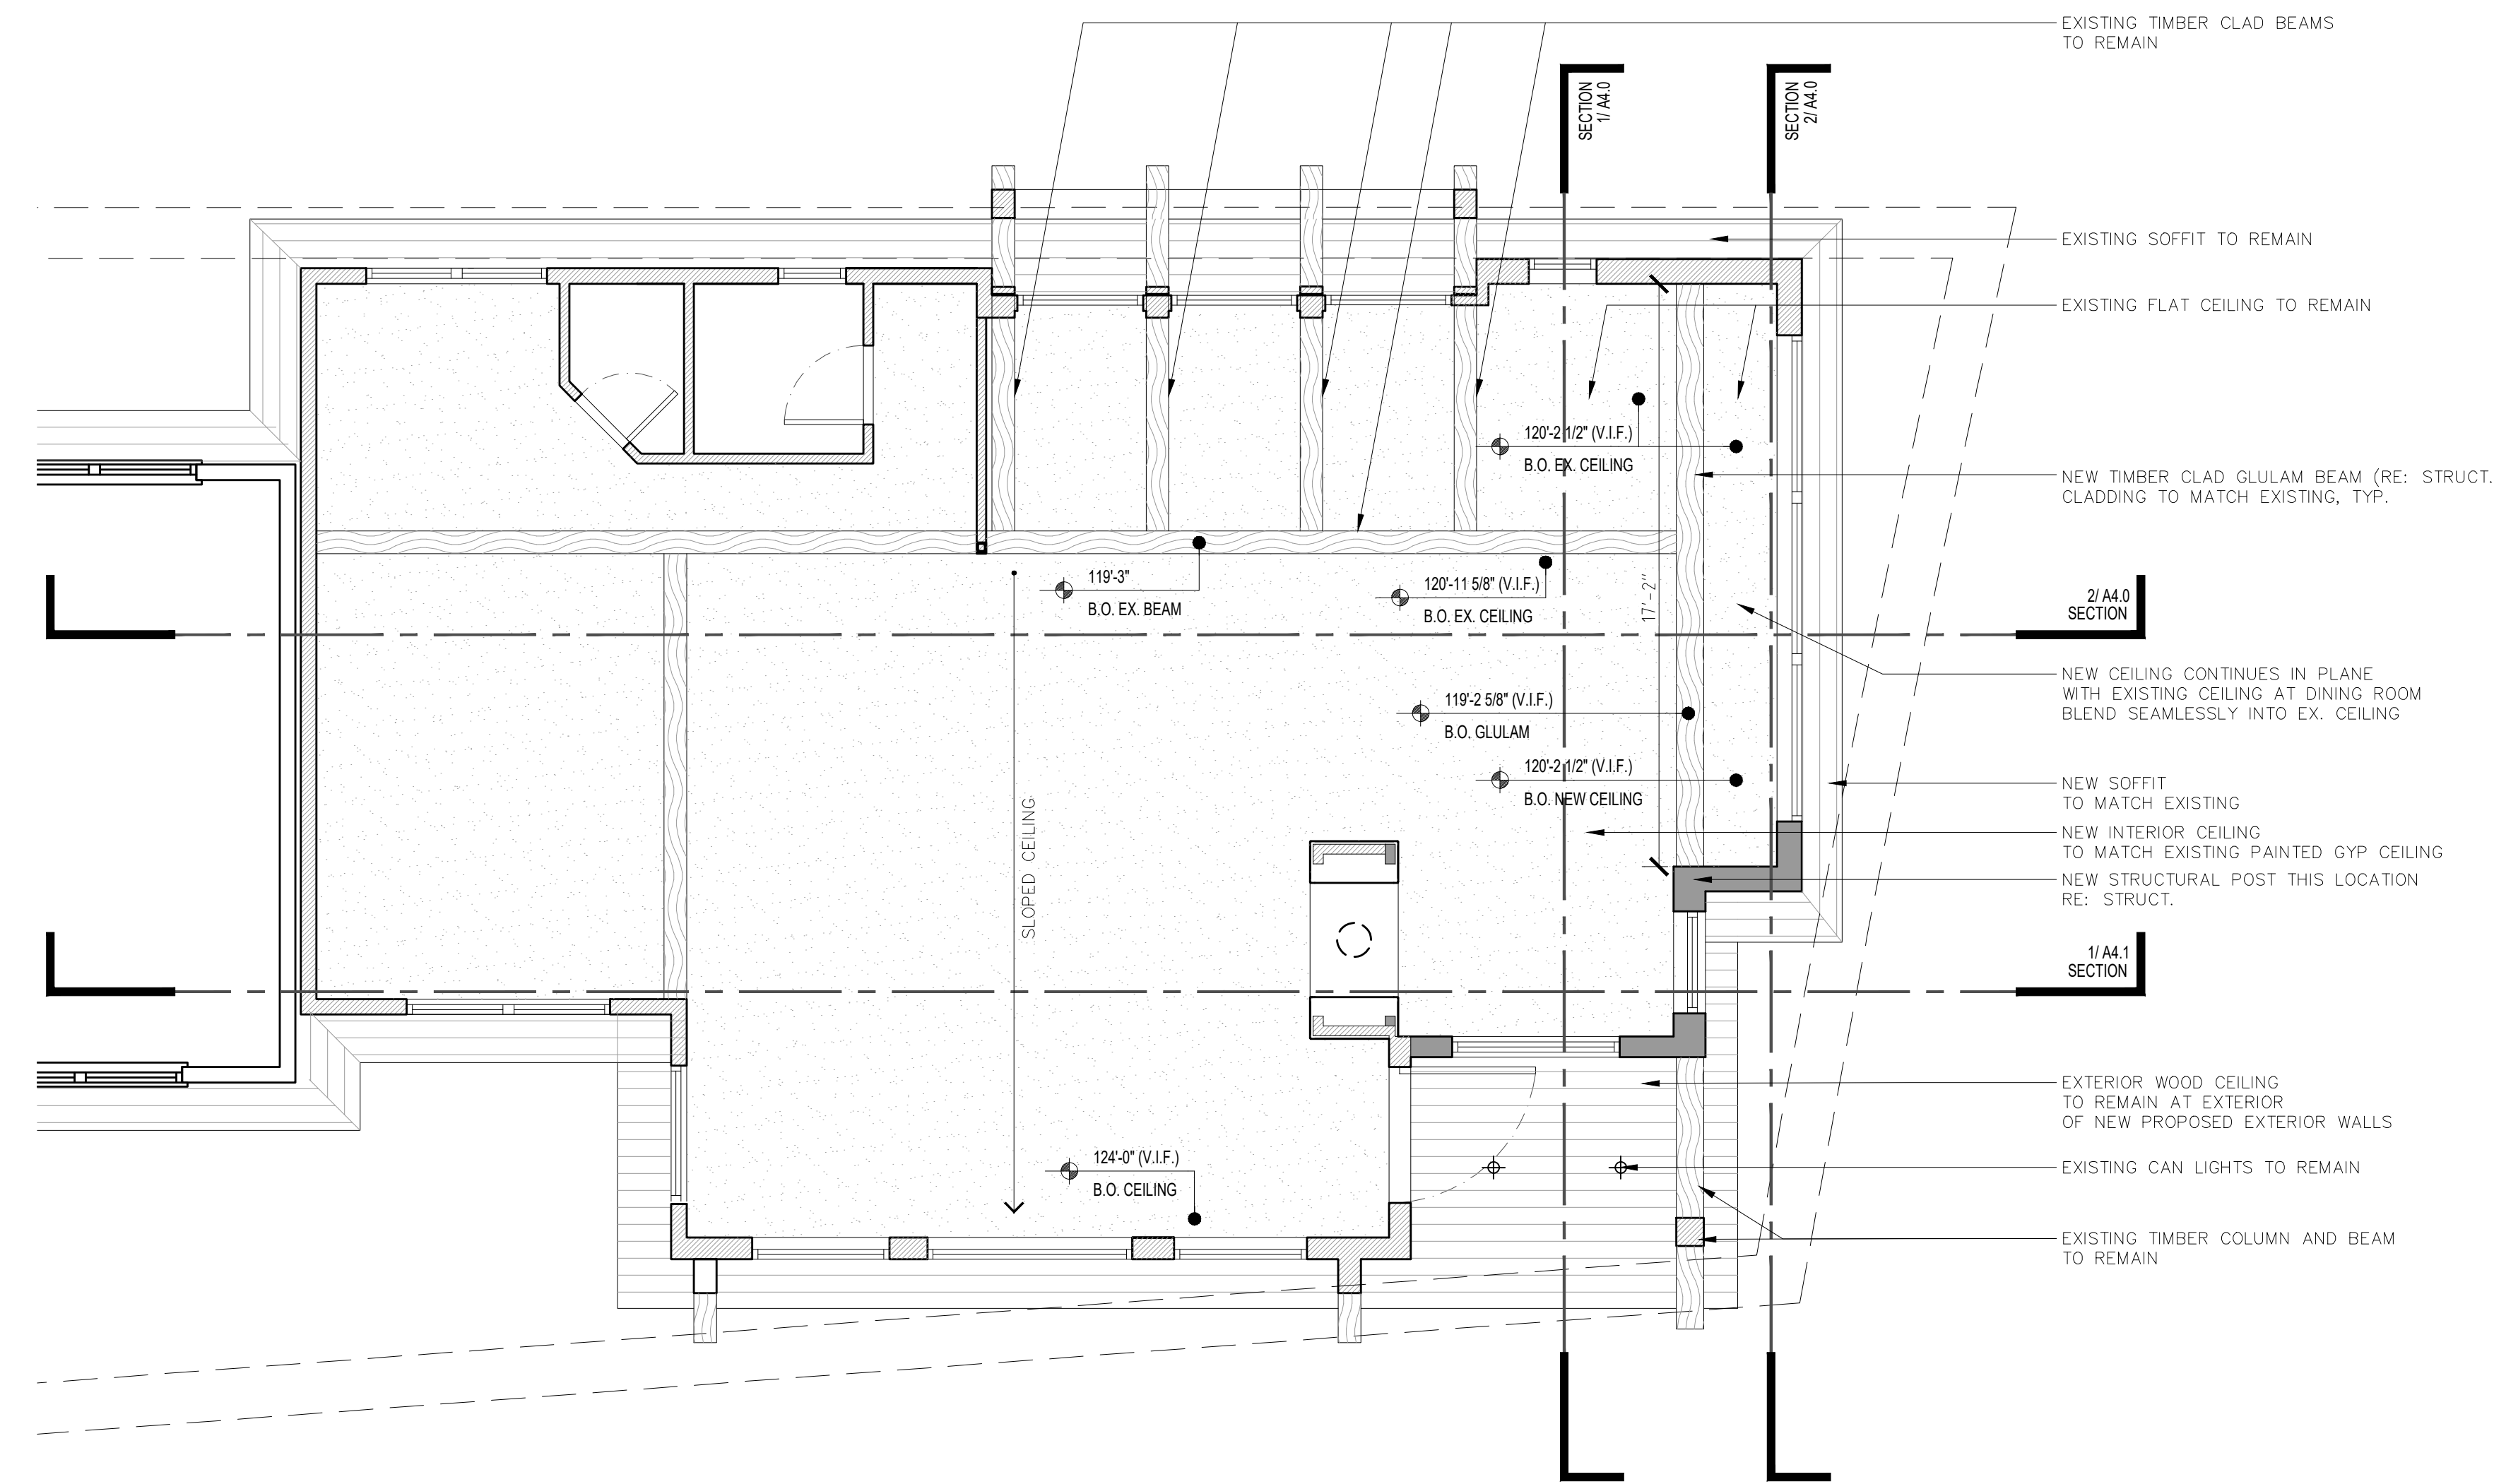 EXISTING TIMBER CLAD BEAMS
TO REMAIN
SECTION
1/ A4.0
SECTION
2/ A4.0
EXISTING SOFFIT TO REMAIN
EXISTING FLAT CEILING TO REMAIN
120'-2 1/2" (V.I.F.)
B.O. EX. CEILING
NEW TIMBER CLAD GLULAM BEAM (RE: STRUCT.
CLADDING TO MATCH EXISTING, TYP.
119'-3"
B.O. EX. BEAM
120'-11 5/8" (V.I.F.)
B.O. EX. CEILING
17'-2"
2/ A4.0
SECTION
NEW CEILING CONTINUES IN PLANE
WITH EXISTING CEILING AT DINING ROOM
BLEND SEAMLESSLY INTO EX. CEILING
119'-2 5/8" (V.I.F.)
B.O. GLULAM
120'-2 1/2" (V.I.F.)
B.O. NEW CEILING
NEW SOFFIT
TO MATCH EXISTING
NEW INTERIOR CEILING
TO MATCH EXISTING PAINTED GYP CEILING
NEW STRUCTURAL POST THIS LOCATION
RE: STRUCT.
SLOPED CEILING
1/ A4.1
SECTION
EXTERIOR WOOD CEILING
TO REMAIN AT EXTERIOR
OF NEW PROPOSED EXTERIOR WALLS
124'-0" (V.I.F.)
B.O. CEILING
EXISTING CAN LIGHTS TO REMAIN
EXISTING TIMBER COLUMN AND BEAM
TO REMAIN